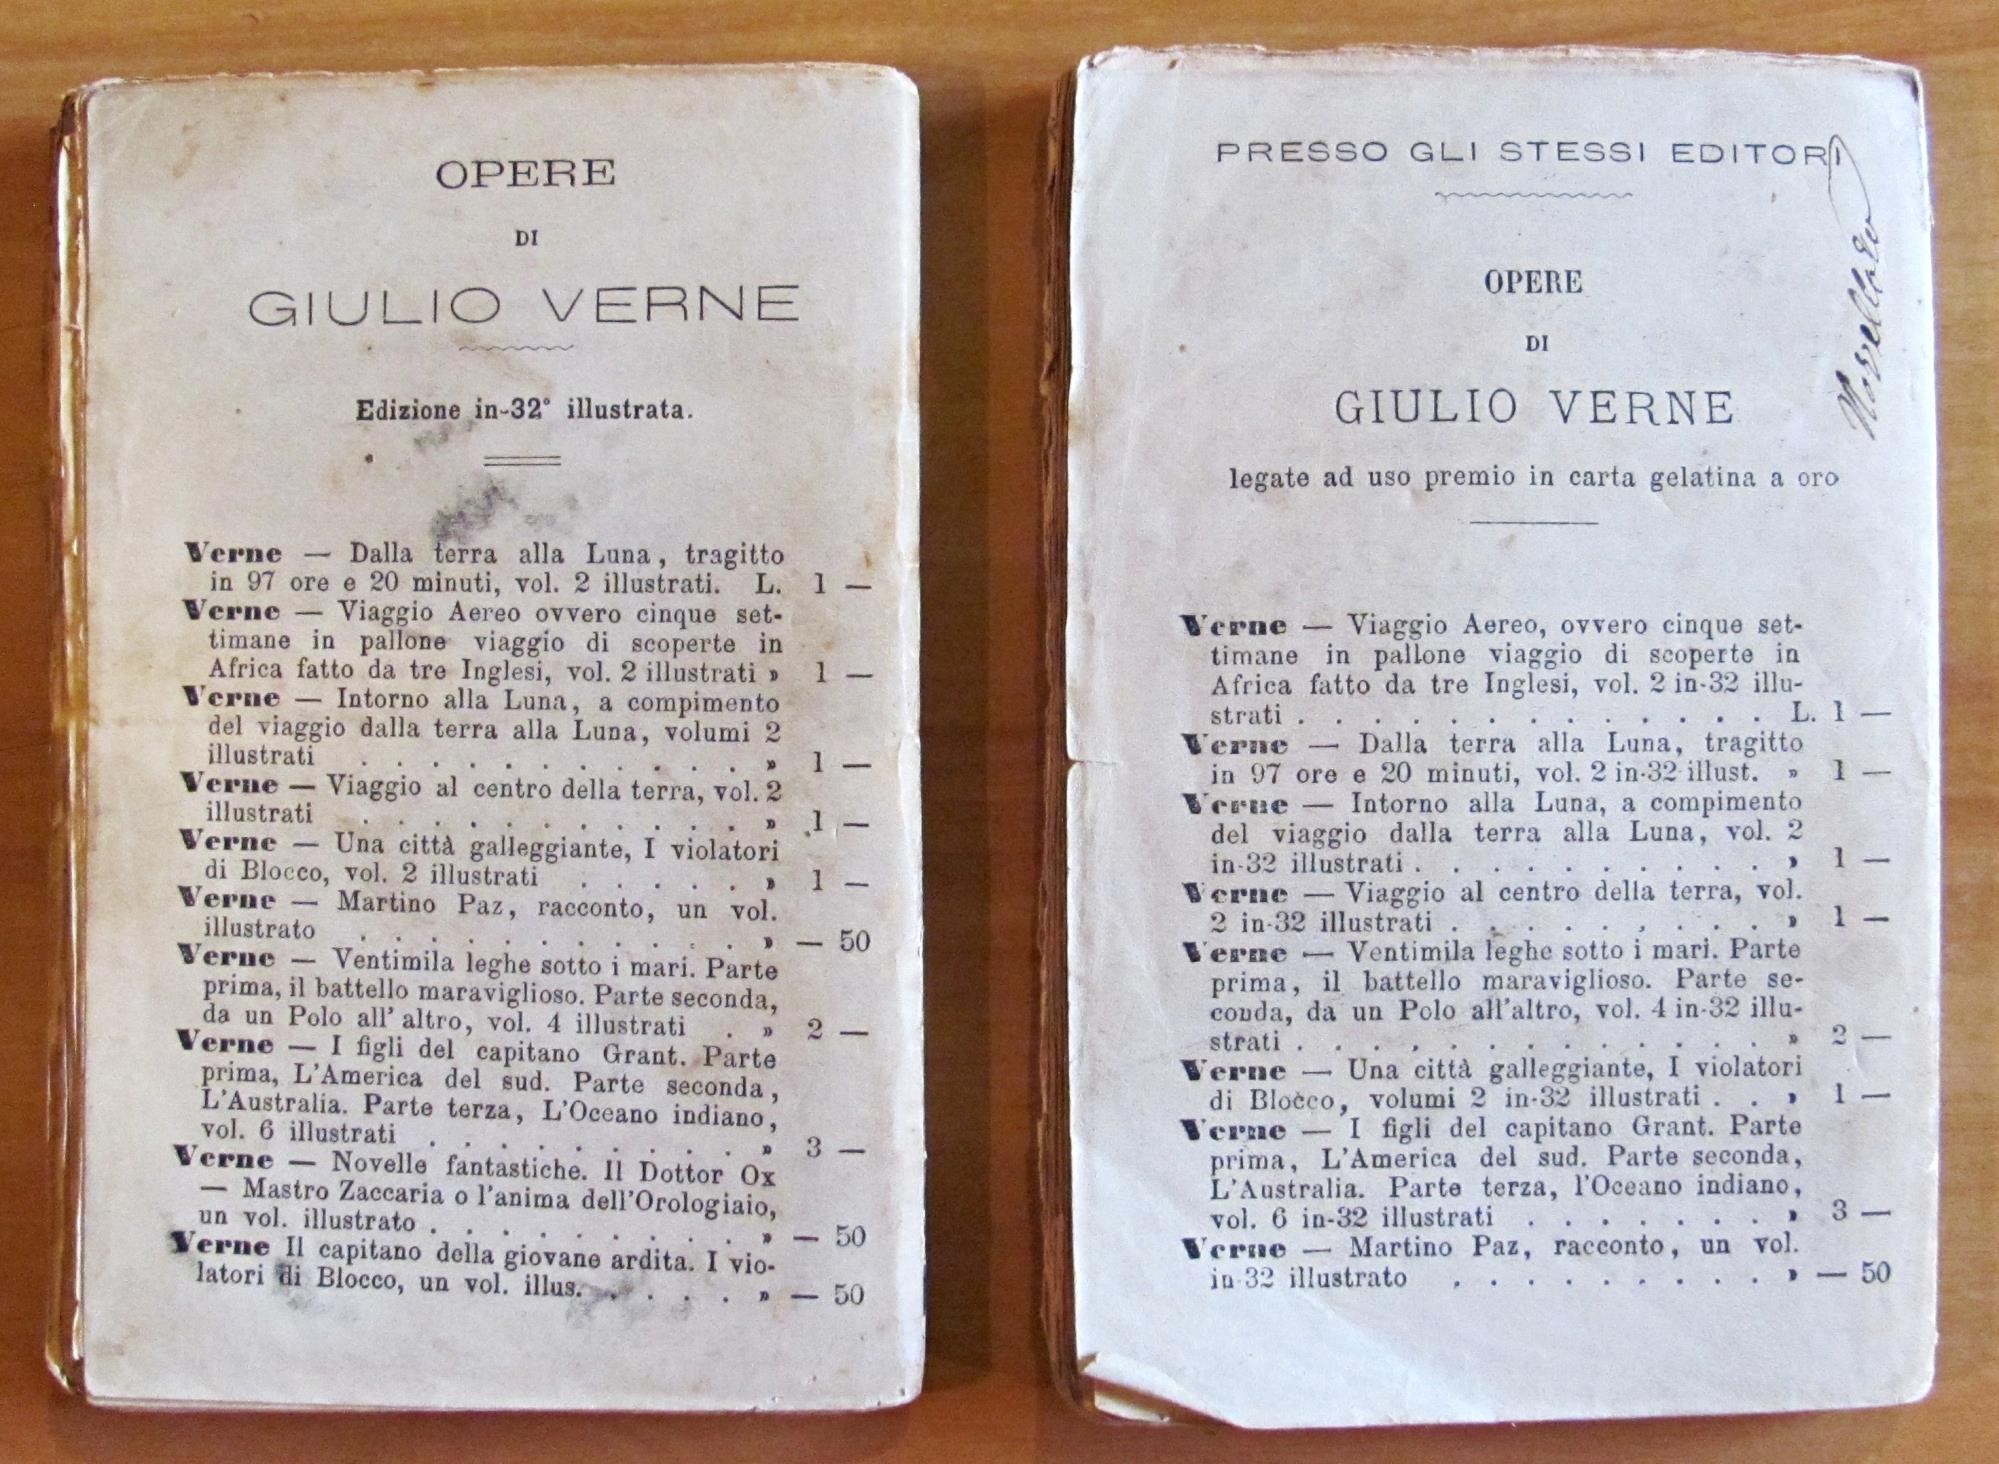 OPERE
DI
GIULIO VERNE
Edizione in-32° illustrata.
Verne — Dalla terra alla Luna, tragitto
in 97 ore e 20 minuti, vol. 2 illustrati. L. 1 —
Verne — Viaggio Aereo ovvero cinque set-
timane in pallone viaggio di scoperte in
Africa fatto da tre Inglesi, vol. 2 illustrati » 1 —
Verne — Intorno alla Luna, a compimento
del viaggio dalla terra alla Luna, volumi 2
illustrati . . . . . . . . . . . . » 1 —
Verne — Viaggio al centro della terra, vol. 2
illustrati . . . . . . . . . . . . » 1 —
Verne — Una città galleggiante, I violatori
di Blocco, vol. 2 illustrati . . . . . » 1 —
Verne — Martino Paz, racconto, un vol.
illustrato . . . . . . . . . . . . » — 50
Verne — Ventimila leghe sotto i mari. Parte
prima, il battello maraviglioso. Parte seconda,
da un Polo all'altro, vol. 4 illustrati . » 2 —
Verne — I figli del capitano Grant. Parte
prima, L'America del sud. Parte seconda,
L'Australia. Parte terza, L'Oceano indiano,
vol. 6 illustrati . . . . . . . . . . » 3 —
Verne — Novelle fantastiche. Il Dottor Ox
— Mastro Zaccaria o l'anima dell'Orologiaio,
un vol. illustrato . . . . . . . . . . » — 50
Verne Il capitano della giovane ardita. I vio-
latori di Blocco, un vol. illus. . . . . » — 50
PRESSO GLI STESSI EDITORI
OPERE
DI
GIULIO VERNE
legate ad uso premio in carta gelatina a oro
Verne — Viaggio Aereo, ovvero cinque set-
timane in pallone viaggio di scoperte in
Africa fatto da tre Inglesi, vol. 2 in-32 illu-
strati . . . . . . . . . . . . . . L. 1 —
Verne — Dalla terra alla Luna, tragitto
in 97 ore e 20 minuti, vol. 2 in-32 illust. » 1 —
Verne — Intorno alla Luna, a compimento
del viaggio dalla terra alla Luna, vol. 2
in-32 illustrati . . . . . . . . . . » 1 —
Verne — Viaggio al centro della terra, vol.
2 in-32 illustrati . . . . . . . . . » 1 —
Verne — Ventimila leghe sotto i mari. Parte
prima, il battello maraviglioso. Parte se-
conda, da un Polo all'altro, vol. 4 in-32 illu-
strati . . . . . . . . . . . . . . » 2 —
Verne — Una città galleggiante, I violatori
di Blocco, volumi 2 in-32 illustrati . . » 1 —
Verne — I figli del capitano Grant. Parte
prima, L'America del sud. Parte seconda,
L'Australia. Parte terza, l'Oceano indiano,
vol. 6 in-32 illustrati . . . . . . . » 3 —
Verne — Martino Paz, racconto, un vol.
in-32 illustrato . . . . . . . . . . » — 50